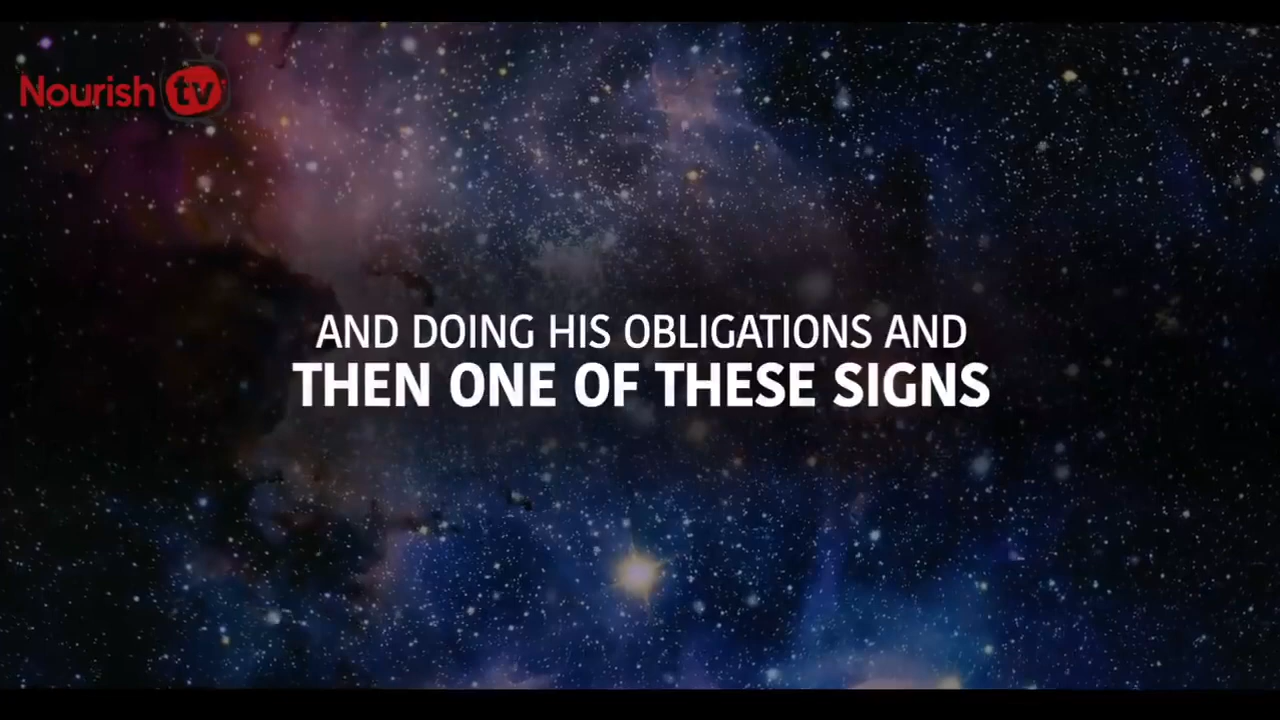 Nourish tv
AND DOING HIS OBLIGATIONS AND
THEN ONE OF THESE SIGNS